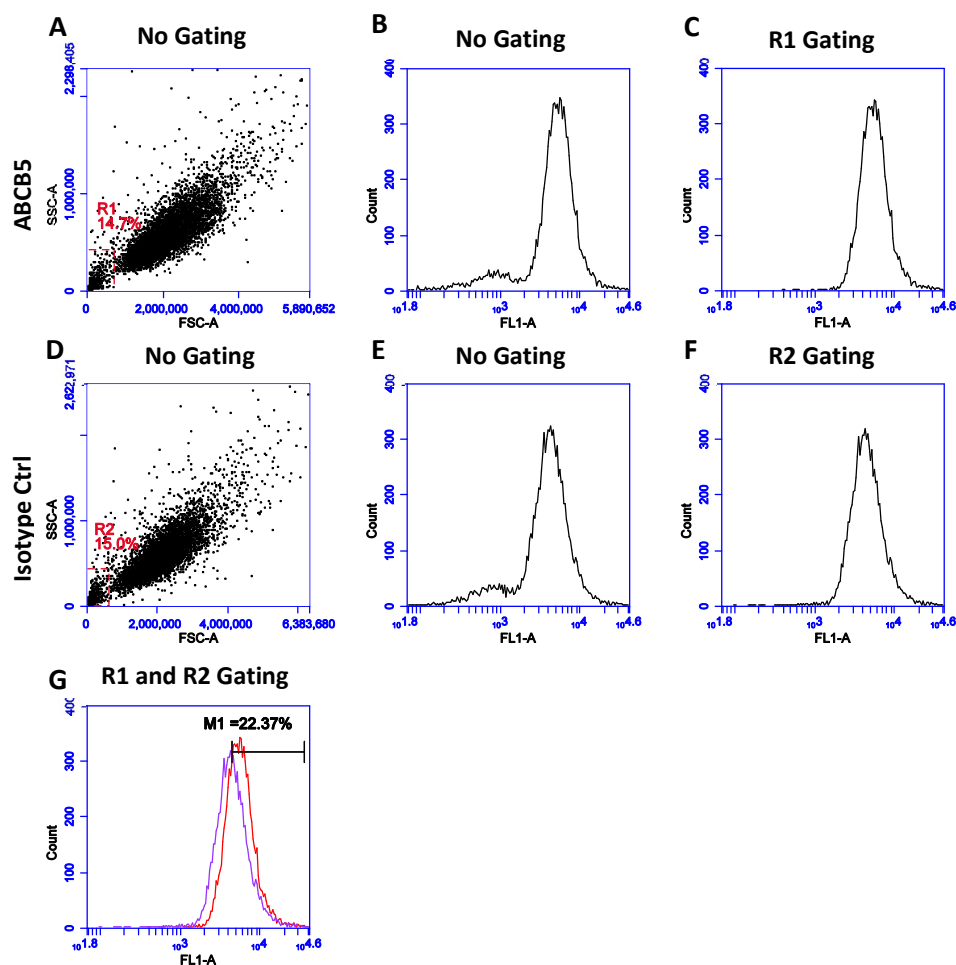 A
No Gating
ABCB5
2,298,405
1,000,000
0
SSC-A
R1
14.7%
0
2,000,000
4,000,000
5,890,652
FSC-A
B
No Gating
400
300
200
100
0
Count
10^1.8
10^3
10^4
10^4.6
FL1-A
C
R1 Gating
400
300
200
100
0
Count
10^1.8
10^3
10^4
10^4.6
FL1-A
D
No Gating
Isotype Ctrl
2,622,971
1,000,000
0
SSC-A
R2
15.0%
0
2,000,000
4,000,000
6,383,680
FSC-A
E
No Gating
400
300
200
100
0
Count
10^1.8
10^3
10^4
10^4.6
FL1-A
F
R2 Gating
400
300
200
100
0
Count
10^1.8
10^3
10^4
10^4.6
FL1-A
G
R1 and R2 Gating
M1 =22.37%
400
300
200
100
0
Count
10^1.8
10^3
10^4
10^4.6
FL1-A